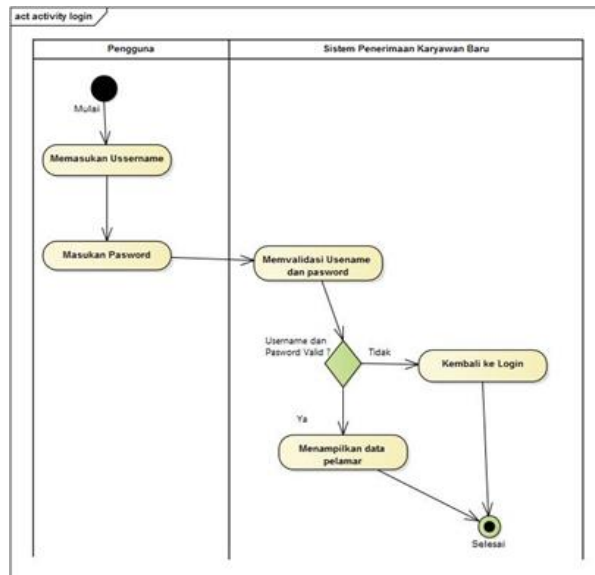 act activity login
Pengguna
Sistem Penerimaan Karyawan Baru
Mulai
Memasukan Ussername
Masukan Pasword
Memvalidasi Usename
dan pasword
Username dan
Pasword Valid ?
Tidak
Kembali ke Login
Ya
Menampilkan data
pelamar
Selesai